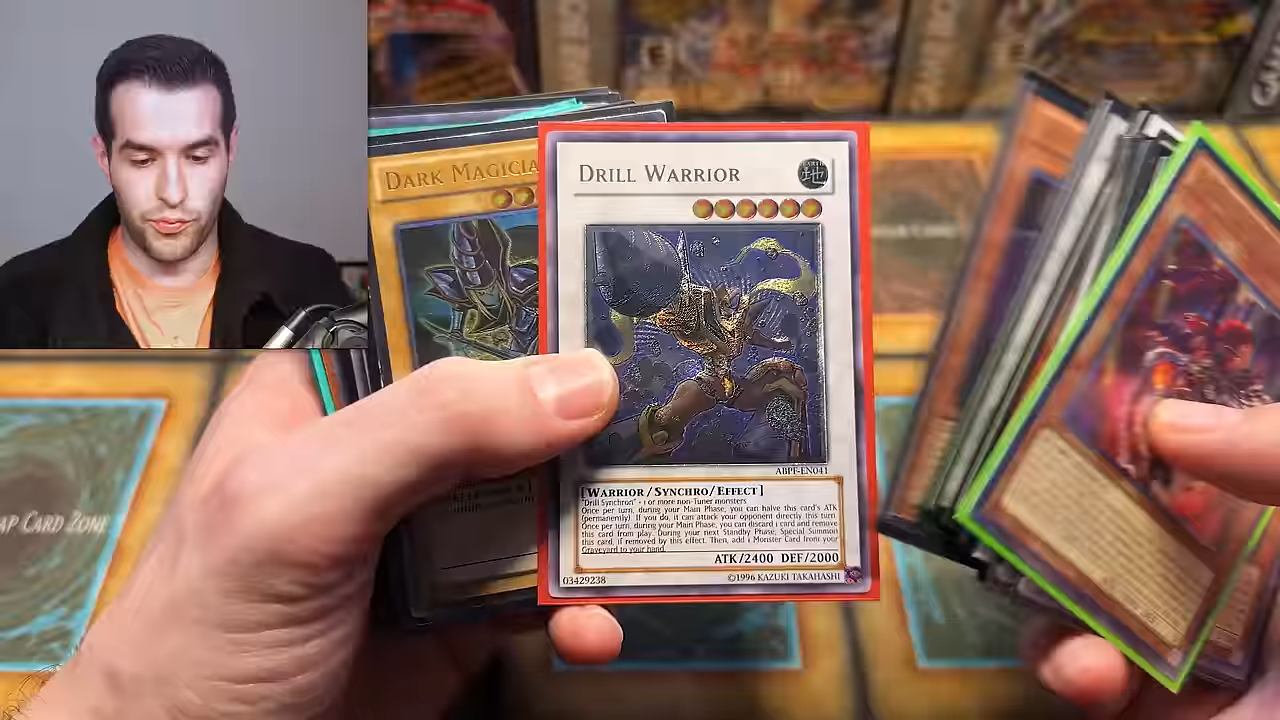 DARK MAGICIA
DRILL WARRIOR
EARTH
地
ABPF-EN041
[WARRIOR/SYNCHRO/EFFECT]
"Drill Synchron" + 1 or more non-Tuner monsters
Once per turn, during your Main Phase, you can halve this card's ATK
(permanently). If you do, it can attack your opponent directly this turn.
Once per turn, during your Main Phase, you can discard 1 card and remove
this card from play. During your next Standby Phase, Special Summon
this card, if removed by this effect. Then, add 1 Monster Card from your
Graveyard to your hand.
ATK/2400 DEF/2000
03429238
©1996 KAZUKI TAKAHASHI
AP CARD ZONE